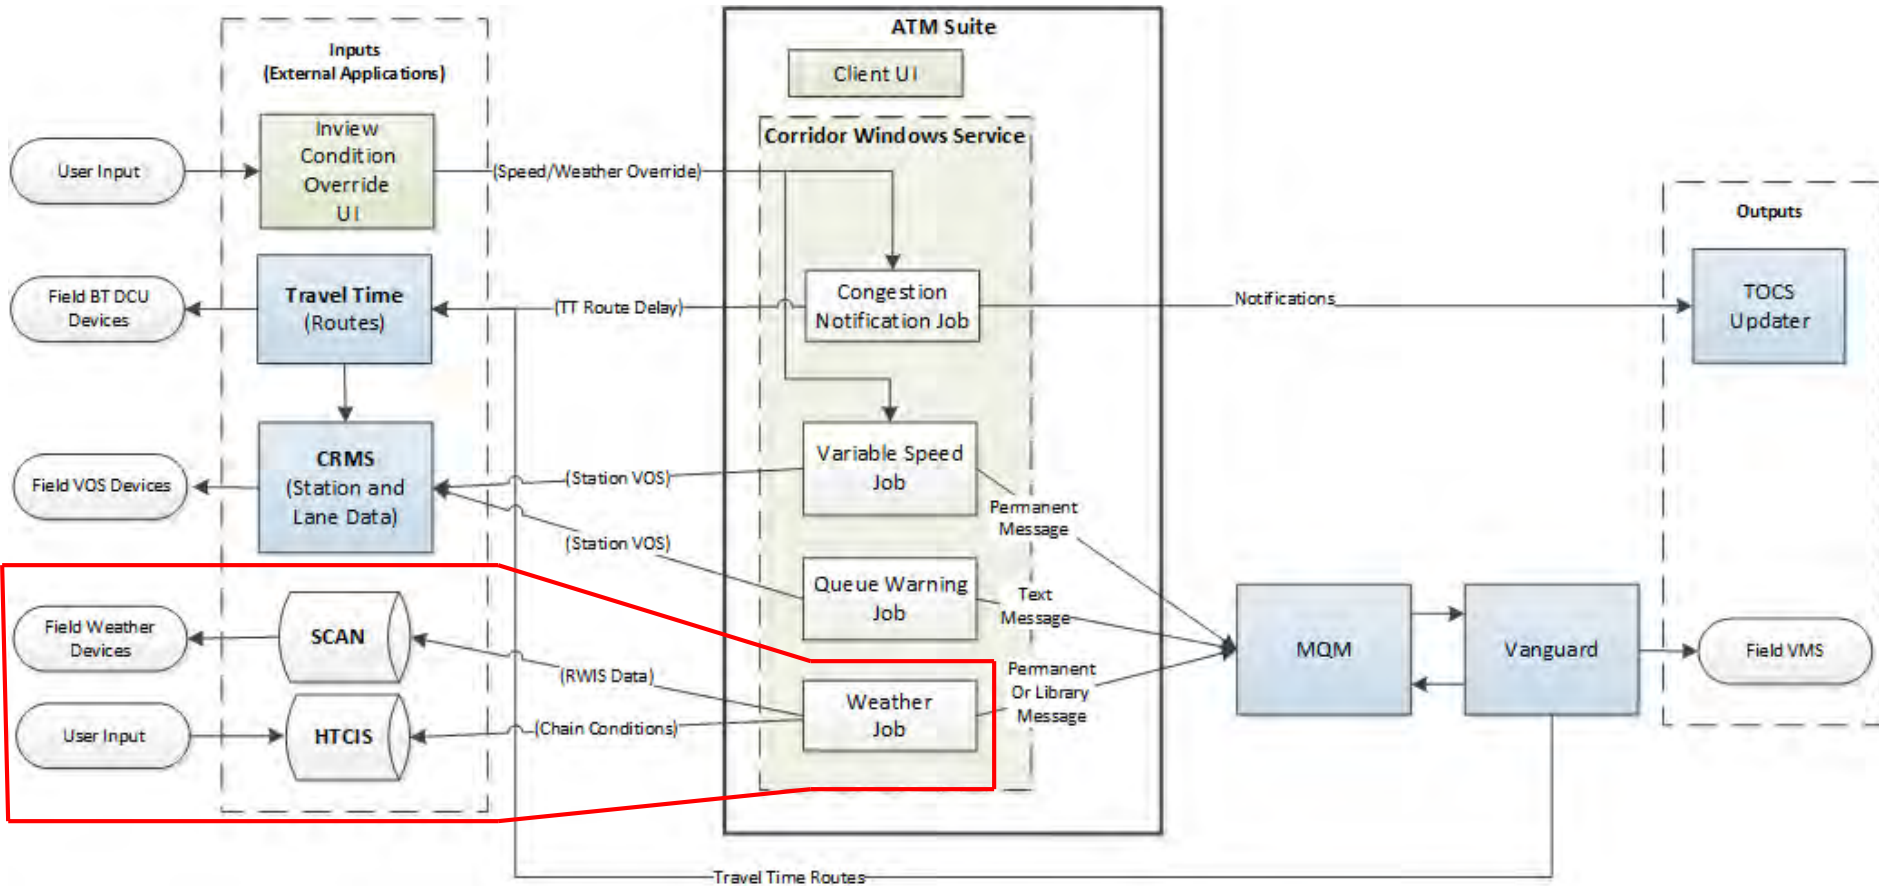 ATM Suite
Inputs
(External Applications)
Client UI
Corridor Windows Service
User Input
Inview
Condition
Override
UI
(Speed/Weather Override)
Outputs
Field BT DCU
Devices
Travel Time
(Routes)
(TT Route Delay)
Congestion
Notification Job
Notifications
TOCS
Updater
Field VOS Devices
CRMS
(Station and
Lane Data)
(Station VOS)
Variable Speed
Job
Permanent
Message
(Station VOS)
Queue Warning
Job
Text
Message
Field Weather
Devices
SCAN
(RWIS Data)
Weather
Job
Permanent
Or Library
Message
MQM
Vanguard
Field VMS
User Input
HTCIS
(Chain Conditions)
Travel Time Routes